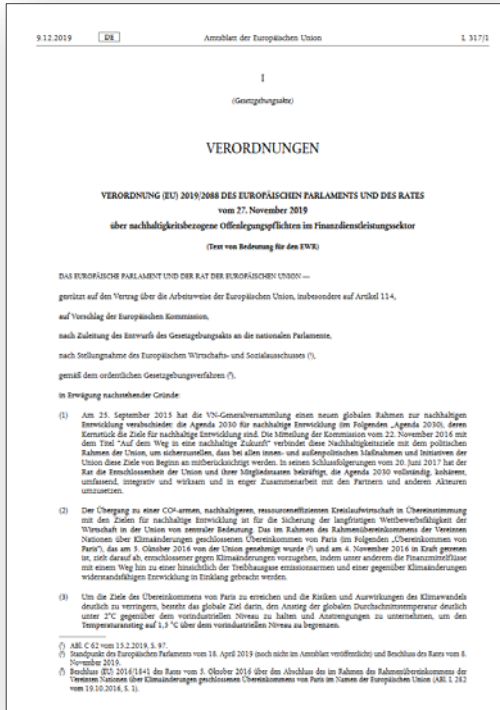 9.12.2019 DE Amtsblatt der Europäischen Union L 317/1
I
(Gesetzgebungsakte)
VERORDNUNGEN
VERORDNUNG (EU) 2019/2088 DES EUROPÄISCHEN PARLAMENTS UND DES RATES
vom 27. November 2019
über nachhaltigkeitsbezogene Offenlegungspflichten im Finanzdienstleistungssektor
(Text von Bedeutung für den EWR)
DAS EUROPÄISCHE PARLAMENT UND DER RAT DER EUROPÄISCHEN UNION —
gestützt auf den Vertrag über die Arbeitsweise der Europäischen Union, insbesondere auf Artikel 114,
auf Vorschlag der Europäischen Kommission,
nach Zuleitung des Entwurfs des Gesetzgebungsakts an die nationalen Parlamente,
nach Stellungnahme des Europäischen Wirtschafts- und Sozialausschusses (¹),
gemäß dem ordentlichen Gesetzgebungsverfahren (²),
in Erwägung nachstehender Gründe:
(1) Am 25. September 2015 hat die VN-Generalversammlung einen neuen globalen Rahmen zur nachhaltigen
Entwicklung verabschiedet: die Agenda 2030 für nachhaltige Entwicklung (im Folgenden „Agenda 2030), deren
Kernstück die Ziele für nachhaltige Entwicklung sind. Die Mitteilung der Kommission vom 22. November 2016 mit
dem Titel "Auf dem Weg in eine nachhaltige Zukunft" verbindet diese Nachhaltigkeitsziele mit dem politischen
Rahmen der Union, um sicherzustellen, dass bei allen innen- und außenpolitischen Maßnahmen und Initiativen der
Union diese Ziele von Beginn an mitberücksichtigt werden. In seinen Schlussfolgerungen vom 20. Juni 2017 hat der
Rat die Entschlossenheit der Union und ihrer Mitgliedstaaten bekräftigt, die Agenda 2030 vollständig, kohärent,
umfassend, integrativ und wirksam und in enger Zusammenarbeit mit den Partnern und anderen Akteuren
umzusetzen.
(2) Der Übergang zu einer CO²-armen, nachhaltigeren, ressourceneffizienten Kreislaufwirtschaft in Übereinstimmung
mit den Zielen für nachhaltige Entwicklung ist für die Sicherung der langfristigen Wettbewerbsfähigkeit der
Wirtschaft in der Union von zentraler Bedeutung. Das im Rahmen des Rahmenübereinkommens der Vereinten
Nationen über Klimaänderungen geschlossenen Übereinkommen von Paris (im Folgenden „Übereinkommen von
Paris"), das am 5. Oktober 2016 von der Union genehmigt wurde (³) und am 4. November 2016 in Kraft getreten
ist, zielt darauf ab, entschlossener gegen Klimaänderungen vorzugehen, indem unter anderem die Finanzmittelflüsse
mit einem Weg hin zu einer hinsichtlich der Treibhausgase emissionsarmen und einer gegenüber Klimaänderungen
widerstandsfähigen Entwicklung in Einklang gebracht werden.
(3) Um die Ziele des Übereinkommens von Paris zu erreichen und die Risiken und Auswirkungen des Klimawandels
deutlich zu verringern, besteht das globale Ziel darin, den Anstieg der globalen Durchschnittstemperatur deutlich
unter 2°C gegenüber dem vorindustriellen Niveau zu halten und Anstrengungen zu unternehmen, um den
Temperaturanstieg auf 1,5 °C über dem vorindustriellen Niveau zu begrenzen.
(¹) ABl. C 62 vom 15.2.2019, S. 97.
(²) Standpunkt des Europäischen Parlaments vom 18. April 2019 (noch nicht im Amtsblatt veröffentlicht) und Beschluss des Rates vom 8.
November 2019.
(³) Beschluss (EU) 2016/1841 des Rates vom 5. Oktober 2016 über den Abschluss des im Rahmen des Rahmenübereinkommens der
Vereinten Nationen über Klimaänderungen geschlossenen Übereinkommens von Paris im Namen der Europäischen Union (ABl. L 282
vom 19.10.2016, S. 1).